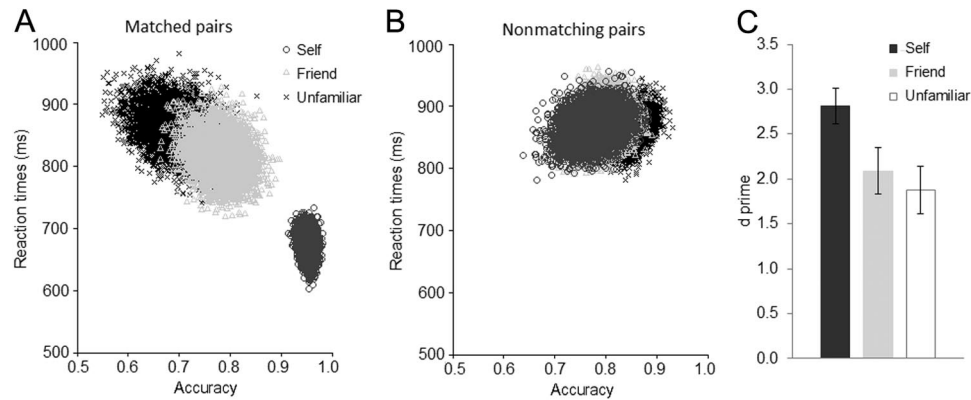 A
Matched pairs
1000
900
800
700
600
500
Reaction times (ms)
0.5 0.6 0.7 0.8 0.9 1.0
Accuracy
Self
Friend
Unfamiliar
B
Nonmatching pairs
1000
900
800
700
600
500
Reaction times (ms)
0.5 0.6 0.7 0.8 0.9 1.0
Accuracy
C
3.5
3.0
2.5
2.0
1.5
1.0
0.0
d prime
Self
Friend
Unfamiliar